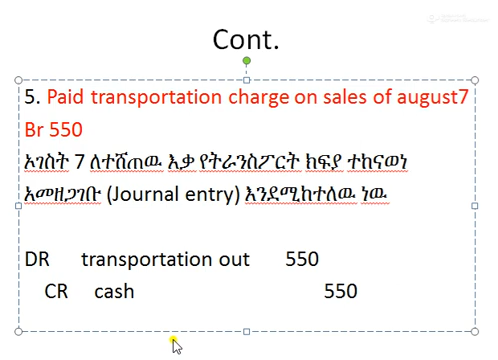 Cont.
5. Paid transportation charge on sales of august7
Br 550
ኦገስት 7 ለተሸጠዉ እቃ የትራንስፖርት ክፍያ ተከናወነ
አመዘጋገቡ (Journal entry) እንደሚከተለዉ ነዉ
DR transportation out 550
CR cash 550